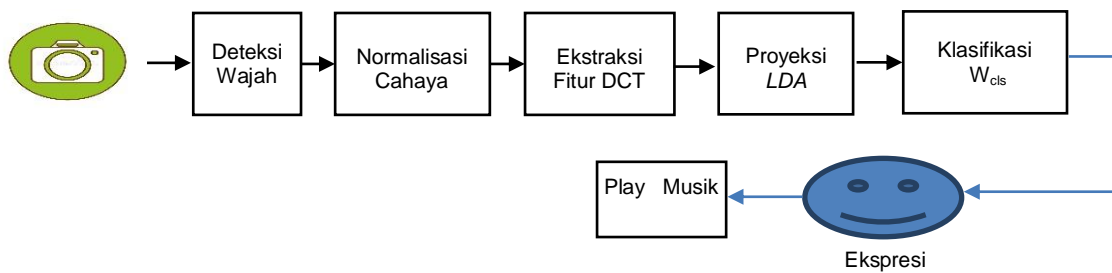 Deteksi
Wajah
Normalisasi
Cahaya
Ekstraksi
Fitur DCT
Proyeksi
LDA
Klasifikasi
Wcls
Play Musik
Ekspresi